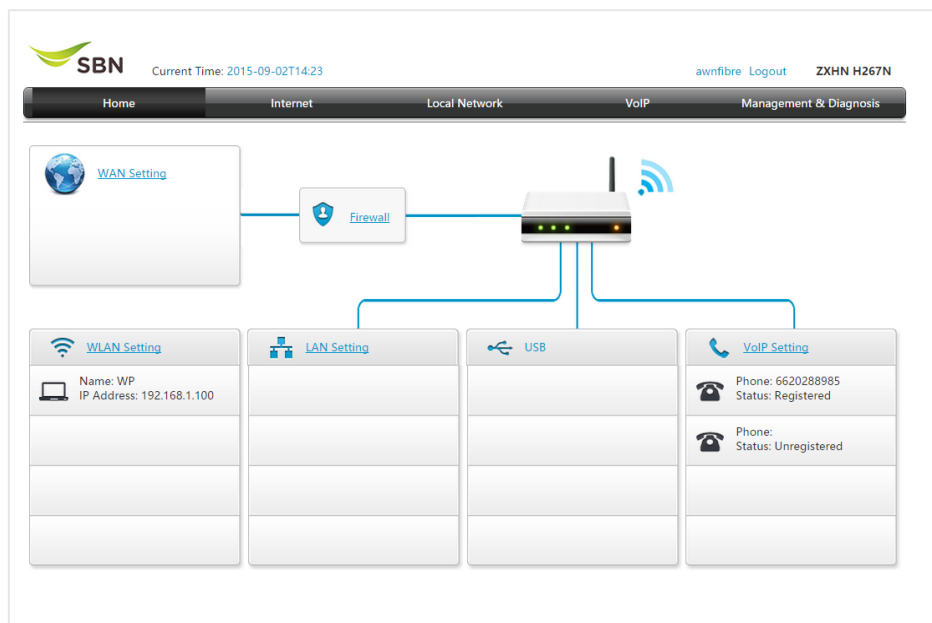 SBN
Current Time: 2015-09-02T14:23
awnfibre Logout ZXHN H267N
Home Internet Local Network VoIP Management & Diagnosis
WAN Setting
Firewall
WLAN Setting
Name: WP
IP Address: 192.168.1.100
LAN Setting
USB
VoIP Setting
Phone: 6620288985
Status: Registered
Phone:
Status: Unregistered